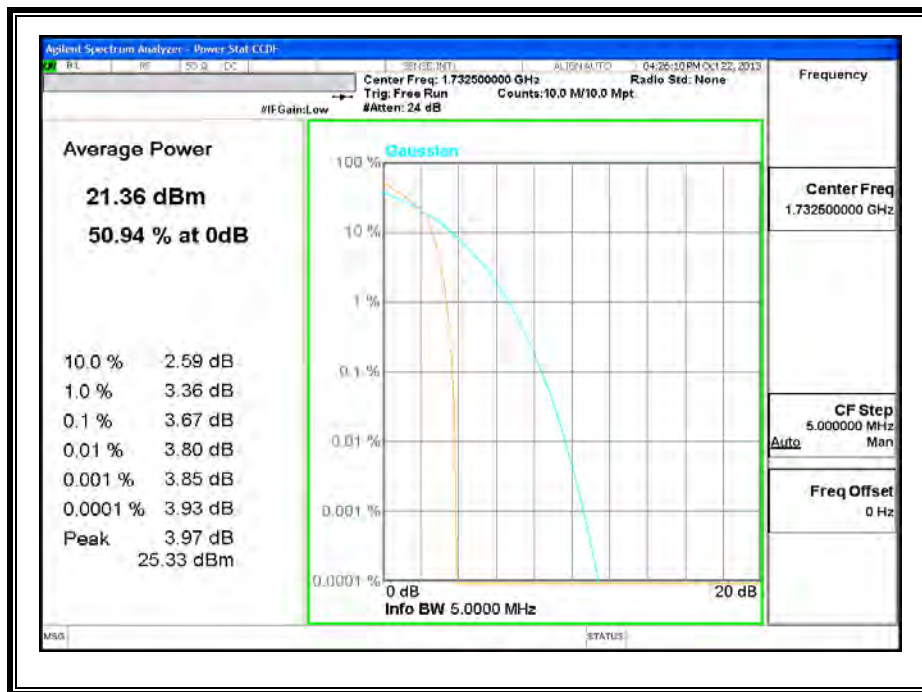 Agilent Spectrum Analyzer - Power Stat CCDF
RF 50 Ω DC SENSE:INT ALIGN AUTO 04:26:10 PM Oct 22, 2013
Center Freq: 1.732500000 GHz Radio Std: None
Trig: Free Run Counts:10.0 M/10.0 Mpt
#IFGain:Low #Atten: 24 dB
Frequency
Average Power
21.36 dBm
50.94 % at 0dB
10.0 % 2.59 dB
1.0 % 3.36 dB
0.1 % 3.67 dB
0.01 % 3.80 dB
0.001 % 3.85 dB
0.0001 % 3.93 dB
Peak 3.97 dB
25.33 dBm
Gaussian
100 %
10 %
1 %
0.1 %
0.01 %
0.001 %
0.0001 %
0 dB 20 dB
Info BW 5.0000 MHz
Center Freq
1.732500000 GHz
CF Step
5.000000 MHz
Auto Man
Freq Offset
0 Hz
MSG STATUS